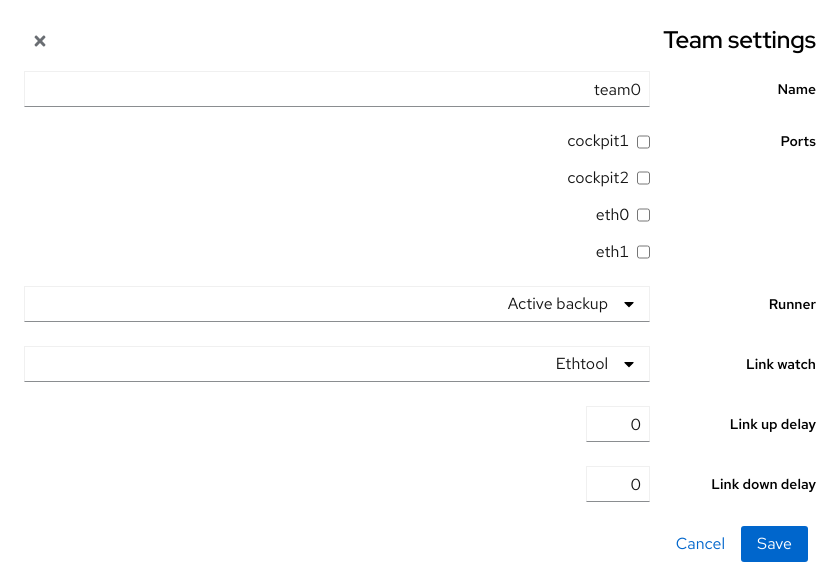 Team settings
Name
team0
Ports
cockpit1
cockpit2
eth0
eth1
Runner
Active backup
Link watch
Ethtool
Link up delay
0
Link down delay
0
Save
Cancel